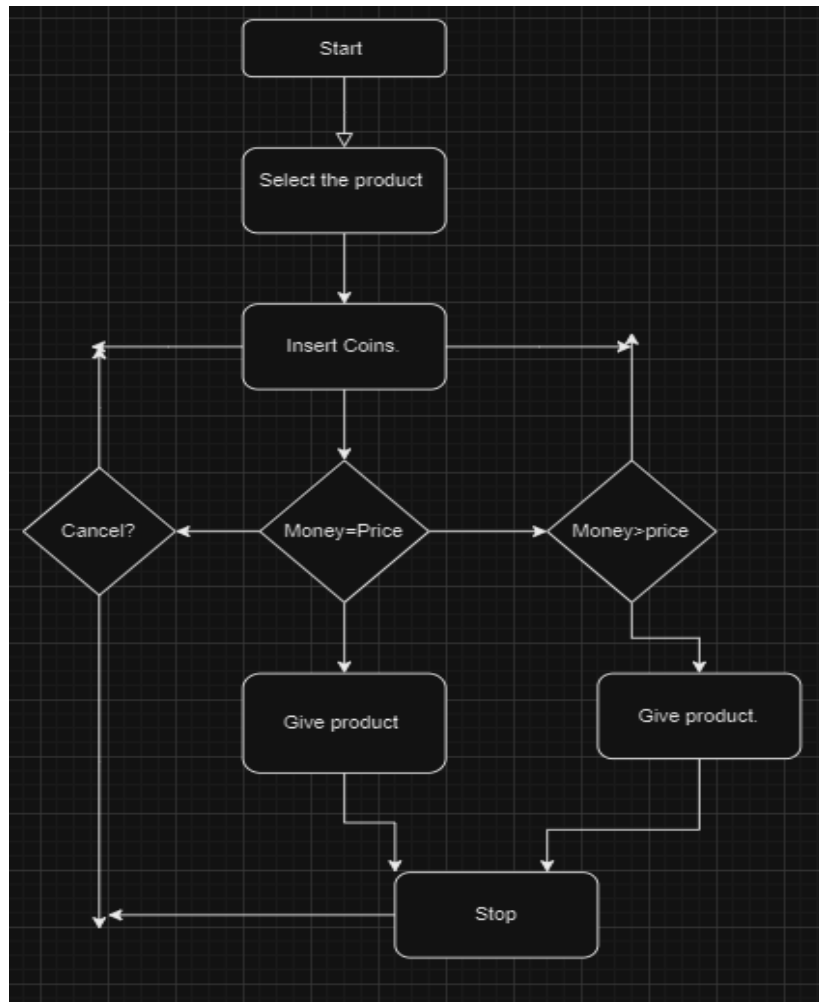 Start
Select the product
Insert Coins.
Cancel?
Money=Price
Money>price
Give product
Give product.
Stop